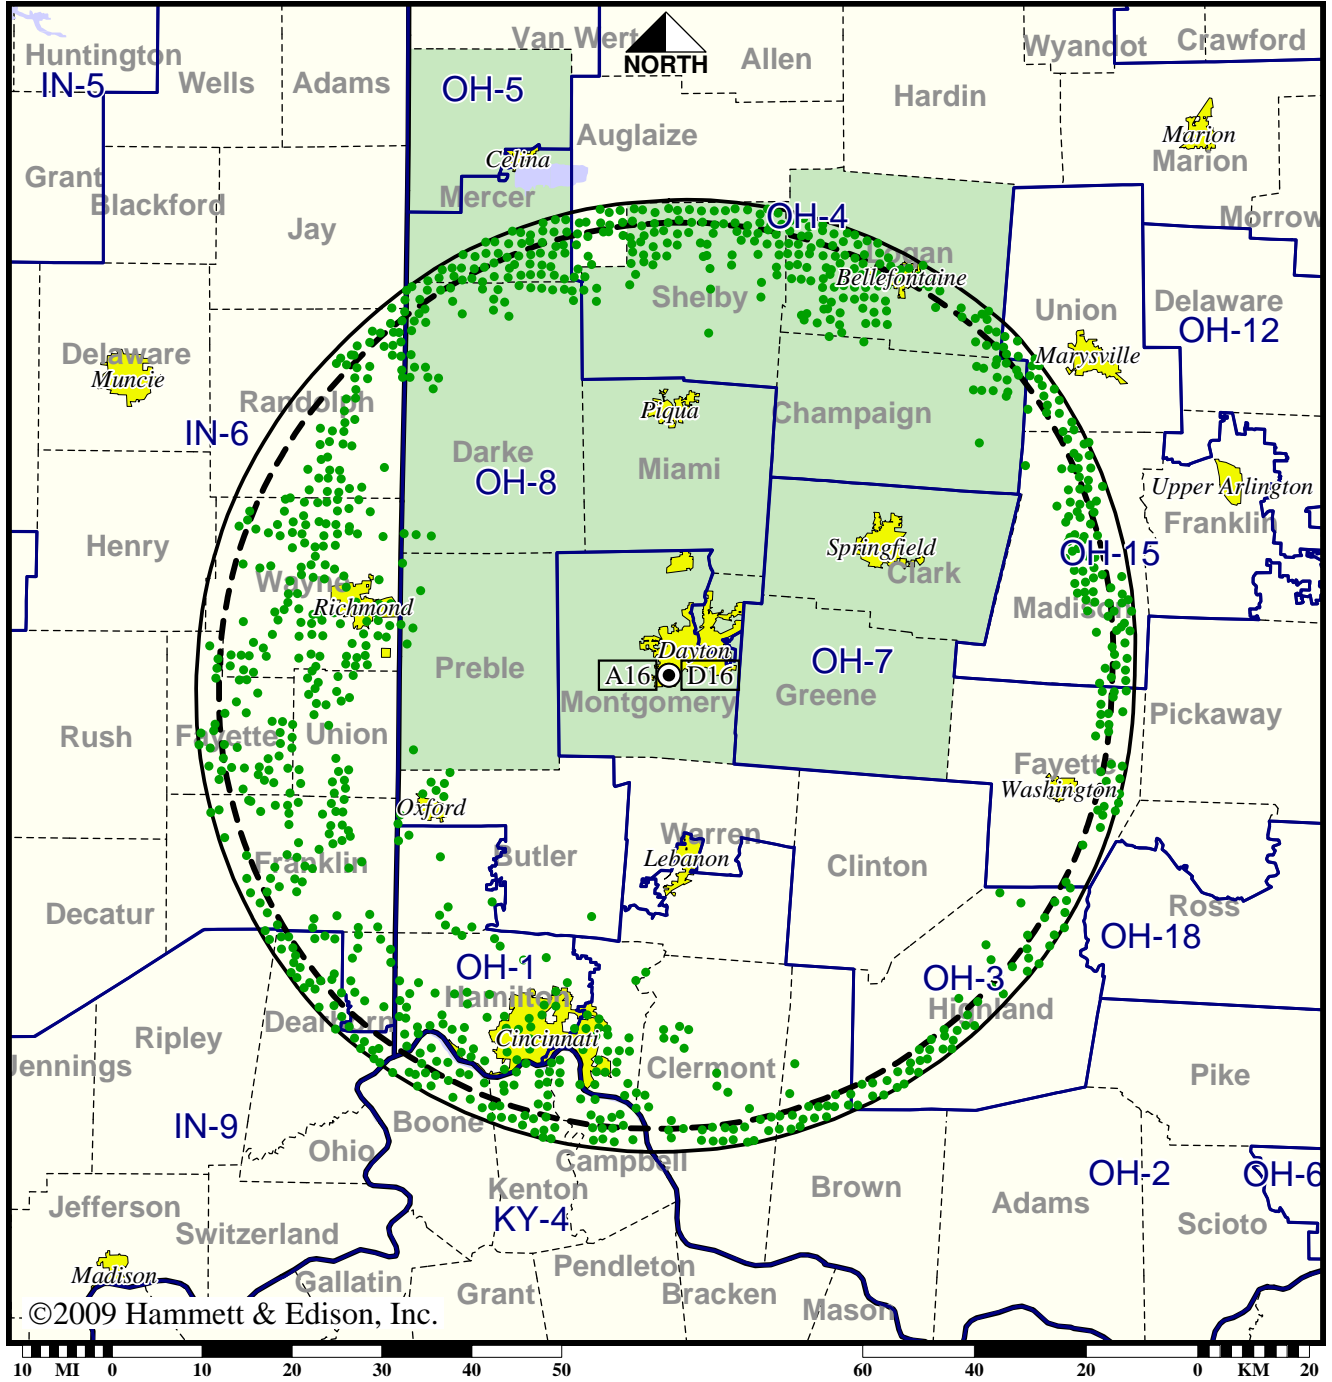 Van Wert
Huntington
Wyandot
Crawford
NORTH
Allen
IN-5
Wells
Adams
OH-5
Hardin
Marion
Auglaize
Celina
Marion
Grant
Mercer
Blackford
OH-4
Morrow
Jay
Logan
Bellefontaine
Shelby
Union
Delaware
OH-12
Delaware
Muncie
Marysville
Randolph
Piqua
Champaign
IN-6
Darke
OH-8
Miami
Upper Arlington
Franklin
Henry
Springfield
OH-15
Clark
Wayne
Richmond
Madison
Dayton
Preble
OH-7
A16
D16
Greene
Montgomery
Pickaway
Rush
Fayette
Union
Fayette
Washington
Oxford
Warren
Lebanon
Butler
Franklin
Clinton
Decatur
Ross
OH-18
OH-1
OH-3
Hamilton
Highland
Dearborn
Ripley
Cincinnati
Jennings
Clermont
Pike
IN-9
Boone
Ohio
Campbell
OH-2
OH-6
Kenton
Brown
Adams
Jefferson
KY-4
Scioto
Switzerland
Pendleton
Madison
Gallatin
Grant
Bracken
Mason
©2009 Hammett & Edison, Inc.
10 MI 0 10 20 30 40 50 60 40 20 0 KM 20